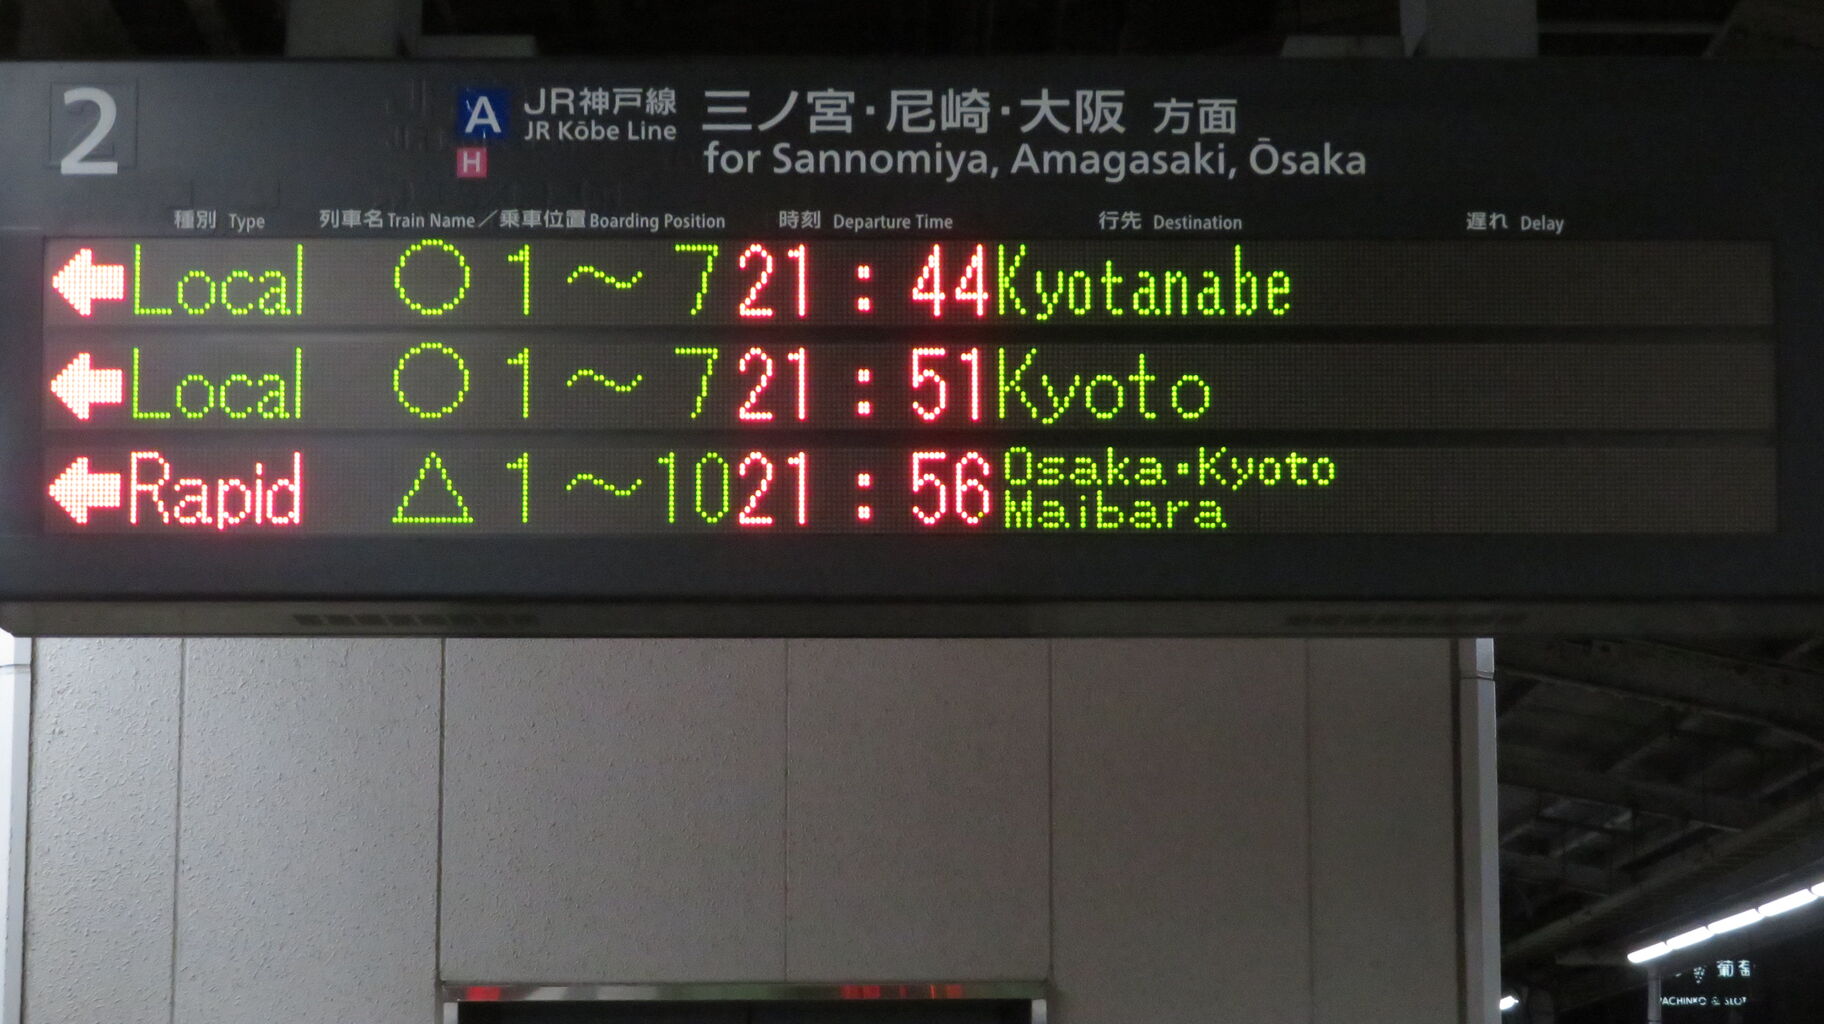 2
A JR神戸線 三ノ宮・尼崎・大阪 方面
JR Kōbe Line
H for Sannomiya, Amagasaki, Ōsaka
種別 Type 列車名 Train Name／乗車位置 Boarding Position 時刻 Departure Time 行先 Destination 遅れ Delay
Local ○ 1～7 21:44 Kyotanabe
Local ○ 1～7 21:51 Kyoto
Rapid △ 1～10 21:56 Osaka・Kyoto
Maibara
PACHINKO & SLOT